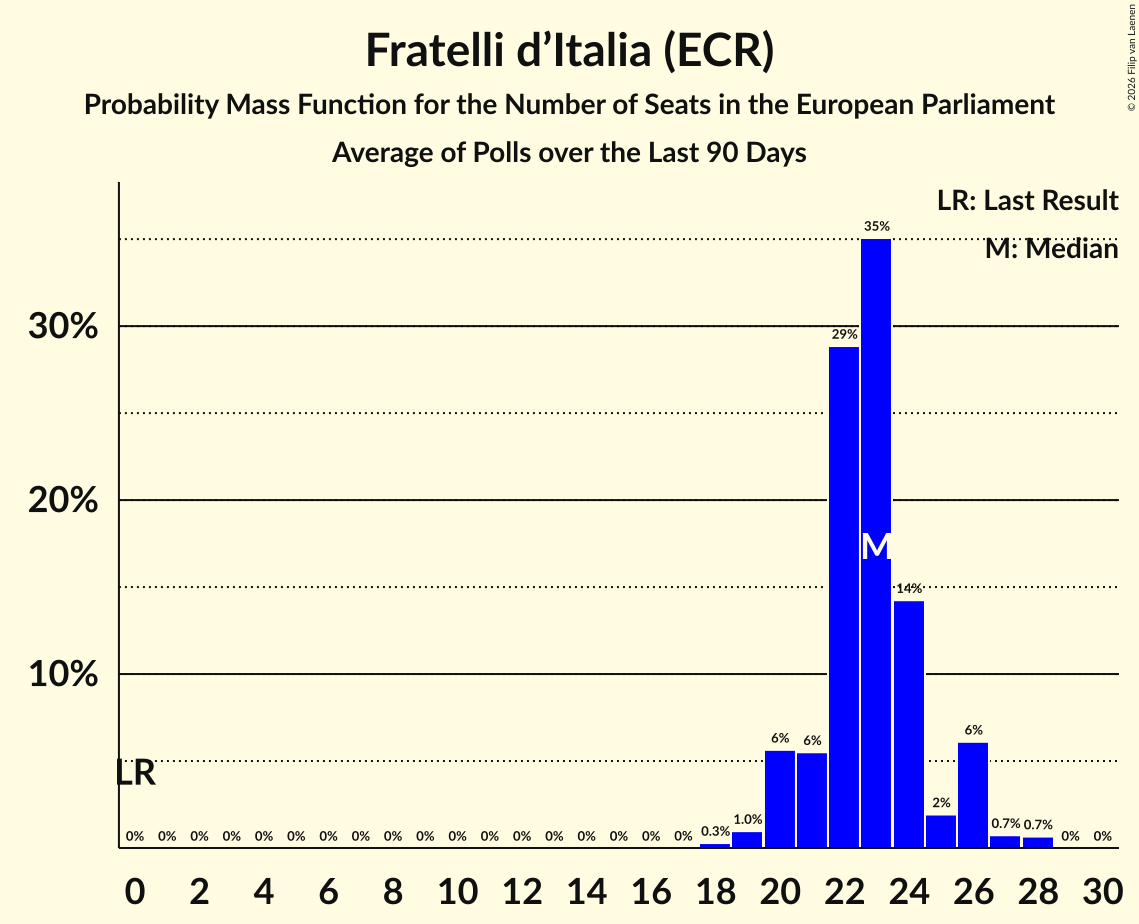 © 2026 Filip van Laenen
Fratelli d’Italia (ECR)
Probability Mass Function for the Number of Seats in the European Parliament
Average of Polls over the Last 90 Days
LR: Last Result
M: Median
35%
30%
29%
20%
M
14%
10%
6% 6% 6%
LR
2%
0% 0% 0% 0% 0% 0% 0% 0% 0% 0% 0% 0% 0% 0% 0% 0% 0% 0% 0.3% 1.0% 0.7% 0.7% 0% 0%
0 2 4 6 8 10 12 14 16 18 20 22 24 26 28 30